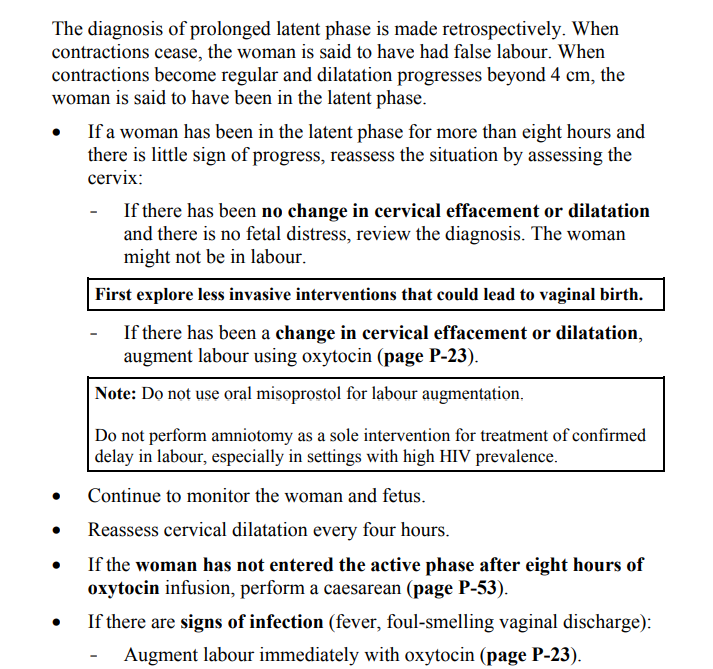 The diagnosis of prolonged latent phase is made retrospectively. When
contractions cease, the woman is said to have had false labour. When
contractions become regular and dilatation progresses beyond 4 cm, the
woman is said to have been in the latent phase.
• If a woman has been in the latent phase for more than eight hours and
there is little sign of progress, reassess the situation by assessing the
cervix:
- If there has been no change in cervical effacement or dilatation
and there is no fetal distress, review the diagnosis. The woman
might not be in labour.
First explore less invasive interventions that could lead to vaginal birth.
- If there has been a change in cervical effacement or dilatation,
augment labour using oxytocin (page P-23).
Note: Do not use oral misoprostol for labour augmentation.
Do not perform amniotomy as a sole intervention for treatment of confirmed
delay in labour, especially in settings with high HIV prevalence.
• Continue to monitor the woman and fetus.
• Reassess cervical dilatation every four hours.
• If the woman has not entered the active phase after eight hours of
oxytocin infusion, perform a caesarean (page P-53).
• If there are signs of infection (fever, foul-smelling vaginal discharge):
- Augment labour immediately with oxytocin (page P-23).